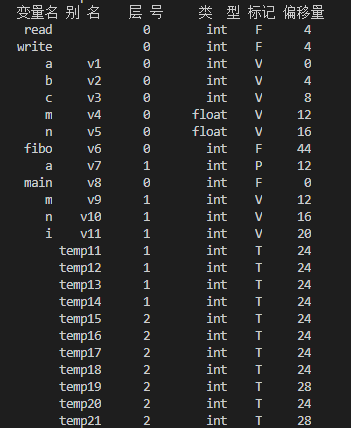 变量名 别 名 层 号 类 型 标记 偏移量
read 0 int F 4
write 0 int F 4
a v1 0 int V 0
b v2 0 int V 4
c v3 0 int V 8
m v4 0 float V 12
n v5 0 float V 16
fibo v6 0 int F 44
a v7 1 int P 12
main v8 0 int F 0
m v9 1 int V 12
n v10 1 int V 16
i v11 1 int V 20
temp11 1 int T 24
temp12 1 int T 24
temp13 1 int T 24
temp14 1 int T 24
temp15 2 int T 24
temp16 2 int T 24
temp17 2 int T 24
temp18 2 int T 24
temp19 2 int T 28
temp20 2 int T 24
temp21 2 int T 28